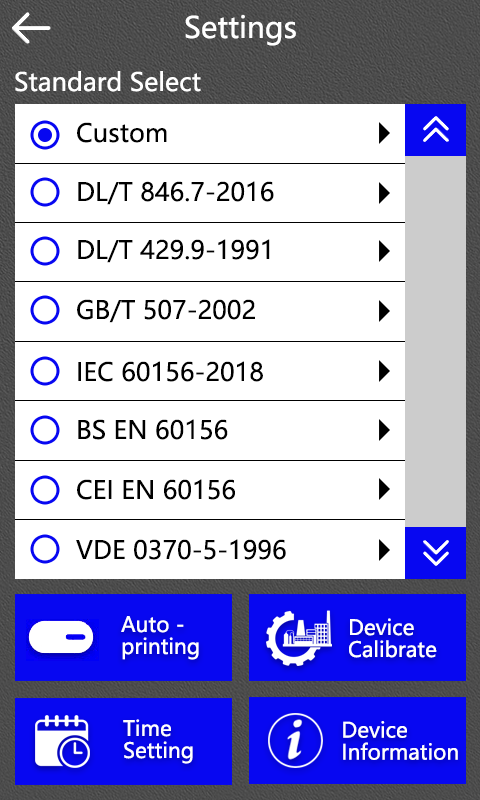 Settings
Standard Select
Custom
DL/T 846.7-2016
DL/T 429.9-1991
GB/T 507-2002
IEC 60156-2018
BS EN 60156
CEI EN 60156
VDE 0370-5-1996
Auto -
printing
Device
Calibrate
Time
Setting
Device
Information